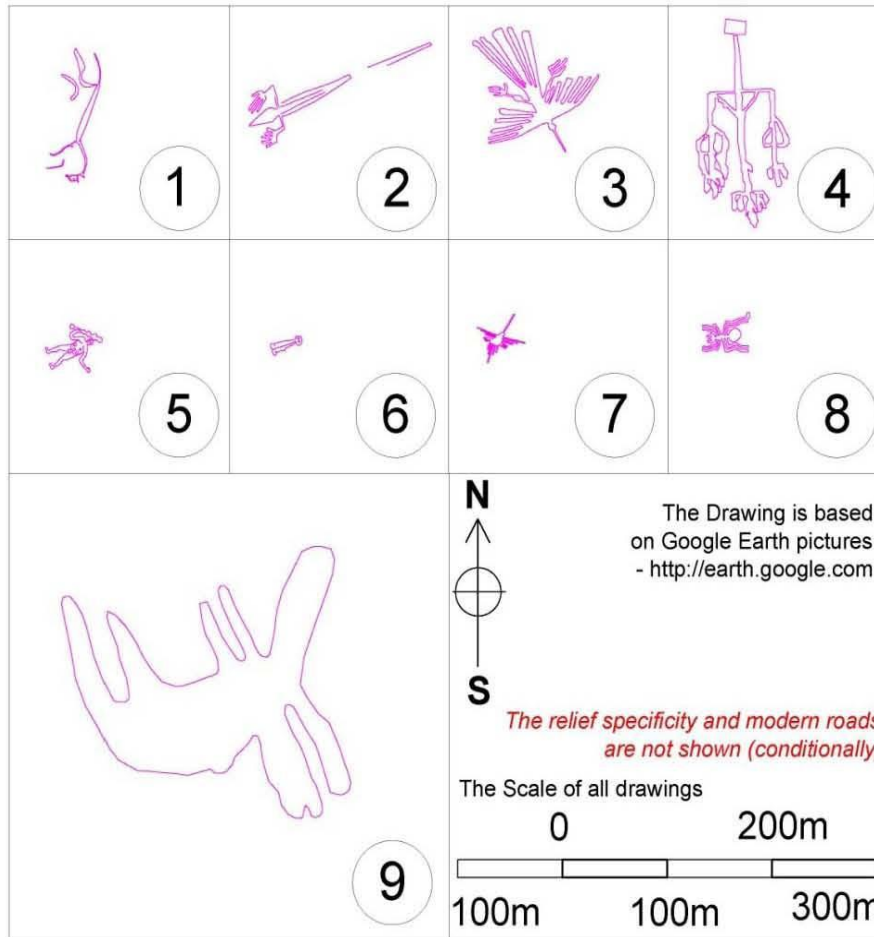 1
2
3
4
5
6
7
8
9
N
S
The Drawing is based
on Google Earth pictures
- http://earth.google.com
The relief specificity and modern roads
are not shown (conditionally
The Scale of all drawings
0 200m
100m 100m 300m